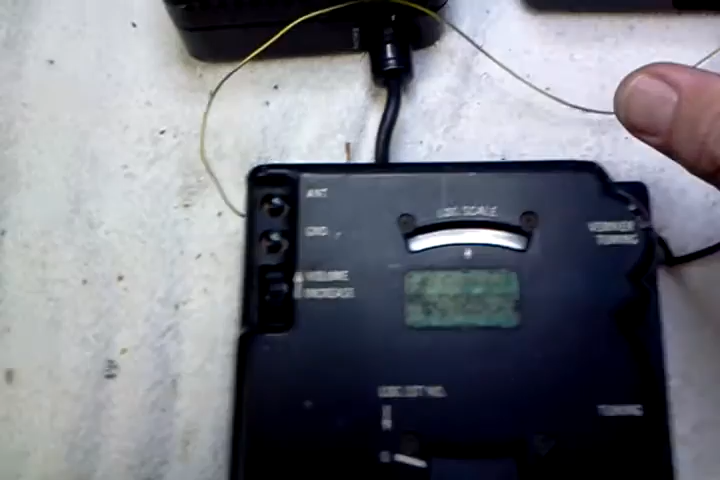 ANT
GND
LOG SCALE
VERNIER
TUNING
VOLUME
INCREASE
TUNING